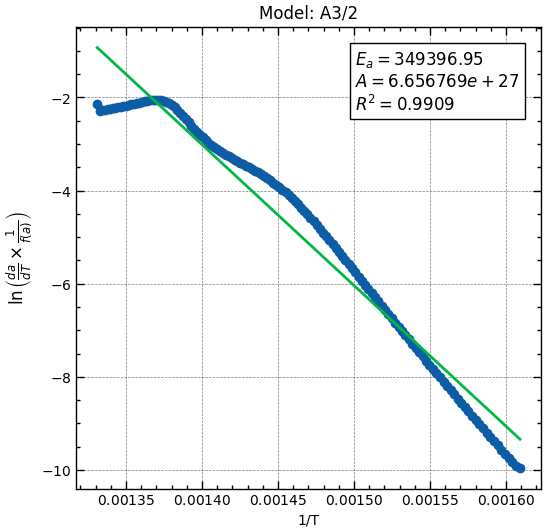 Model: A3/2
E_a = 349396.95
A = 6.656769e + 27
R² = 0.9909
ln (da/dT × 1/f(a))
−2
−4
−6
−8
−10
0.00135 0.00140 0.00145 0.00150 0.00155 0.00160
1/T